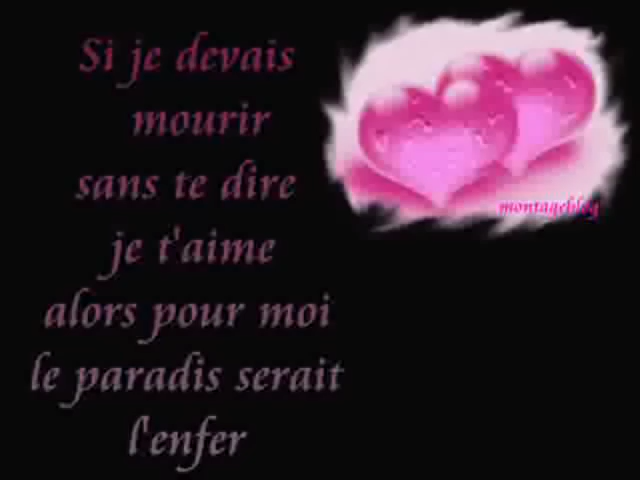 Si je devais
mourir
sans te dire
je t'aime
alors pour moi
le paradis serait
l'enfer
montageblog